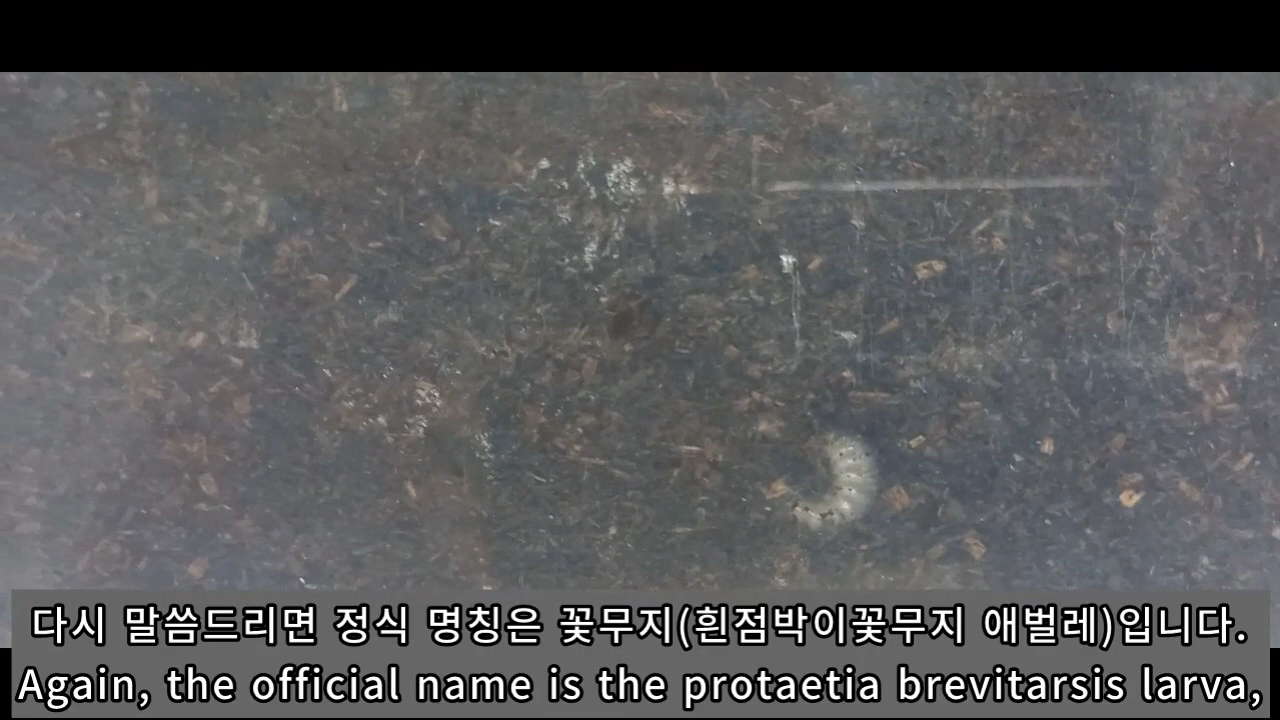 다시 말씀드리면 정식 명칭은 꽃무지(흰점박이꽃무지 애벌레)입니다.
Again, the official name is the protaetia brevitarsis larva,